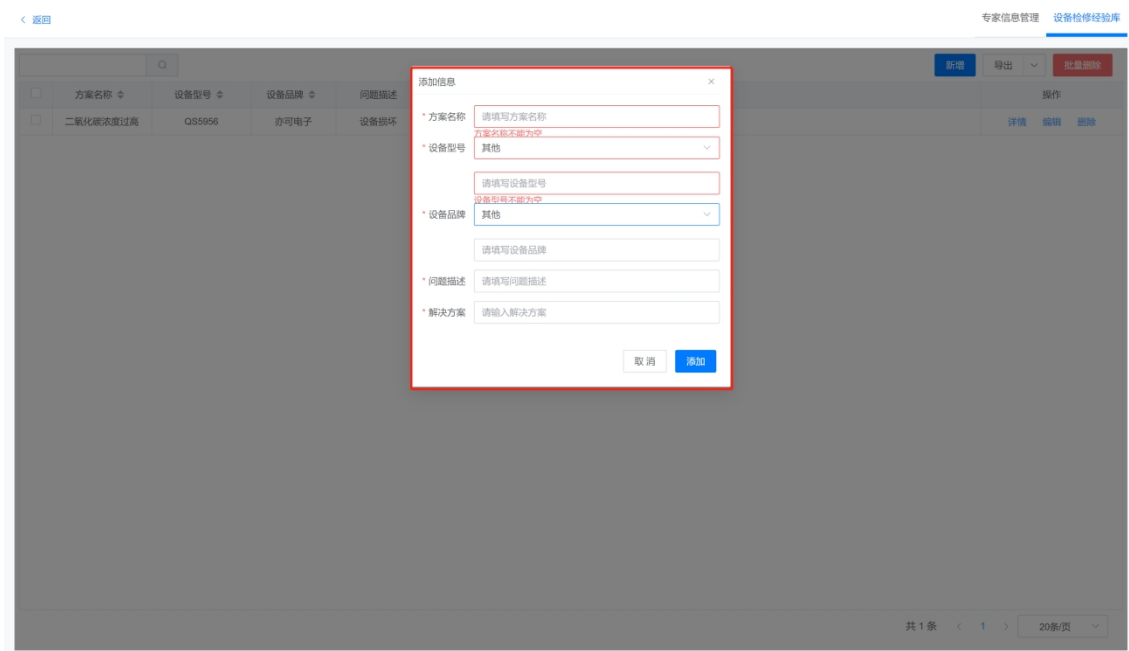 返回
专家信息管理 设备检修经验库
新增 导出 批量删除
添加信息
方案名称 设备型号 设备品牌 问题描述 操作
二氧化碳浓度过高 QS5956 亦可电子 设备损坏 详情 编辑 删除
* 方案名称 请填写方案名称
方案名称不能为空
* 设备型号 其他
请填写设备型号
设备型号不能为空
* 设备品牌 其他
请填写设备品牌
* 问题描述 请填写问题描述
* 解决方案 请输入解决方案
取消 添加
共 1 条 1 20条/页